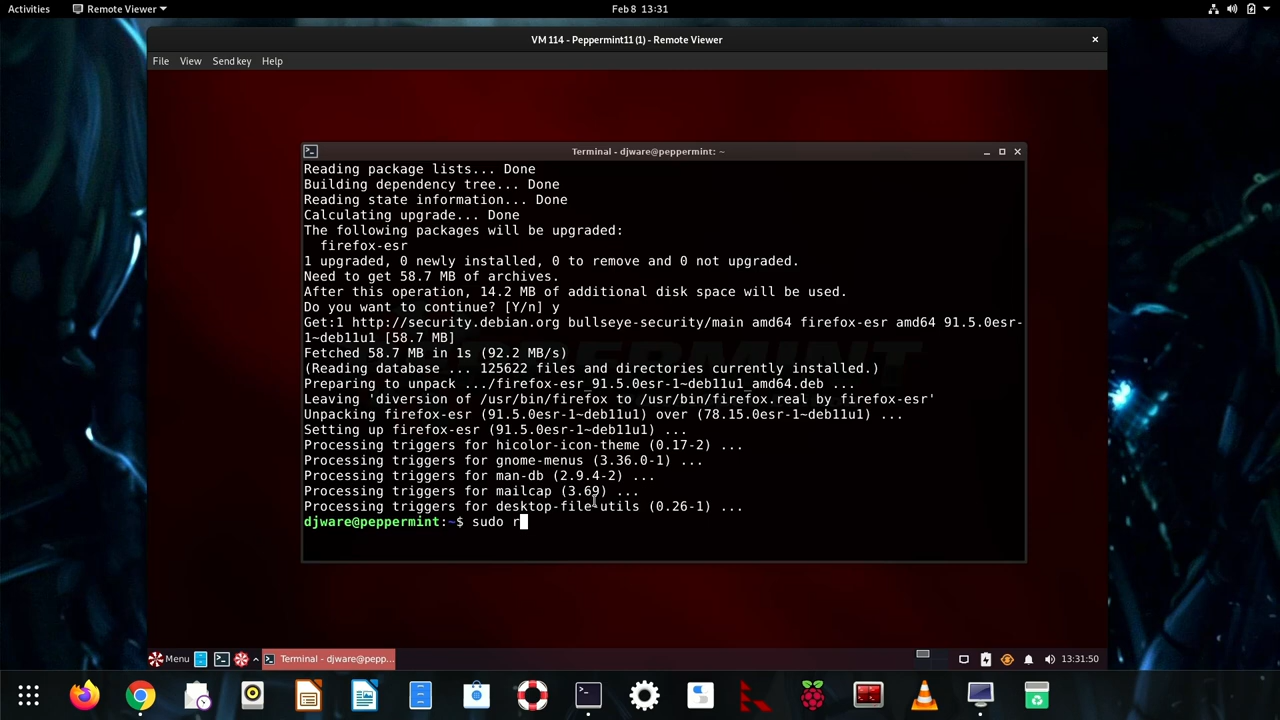 Activities Remote Viewer Feb 8 13:31
VM 114 - Peppermint11 (1) - Remote Viewer
File View Send key Help
Terminal - djware@peppermint: ~
Reading package lists... Done
Building dependency tree... Done
Reading state information... Done
Calculating upgrade... Done
The following packages will be upgraded:
firefox-esr
1 upgraded, 0 newly installed, 0 to remove and 0 not upgraded.
Need to get 58.7 MB of archives.
After this operation, 14.2 MB of additional disk space will be used.
Do you want to continue? [Y/n] y
Get:1 http://security.debian.org bullseye-security/main amd64 firefox-esr amd64 91.5.0esr-
1~deb11u1 [58.7 MB]
Fetched 58.7 MB in 1s (92.2 MB/s)
(Reading database ... 125622 files and directories currently installed.)
Preparing to unpack .../firefox-esr_91.5.0esr-1~deb11u1_amd64.deb ...
Leaving 'diversion of /usr/bin/firefox to /usr/bin/firefox.real by firefox-esr'
Unpacking firefox-esr (91.5.0esr-1~deb11u1) over (78.15.0esr-1~deb11u1) ...
Setting up firefox-esr (91.5.0esr-1~deb11u1) ...
Processing triggers for hicolor-icon-theme (0.17-2) ...
Processing triggers for gnome-menus (3.36.0-1) ...
Processing triggers for man-db (2.9.4-2) ...
Processing triggers for mailcap (3.69) ...
Processing triggers for desktop-file-utils (0.26-1) ...
djware@peppermint:~$ sudo r
Menu Terminal - djware@pepp... 13:31:50